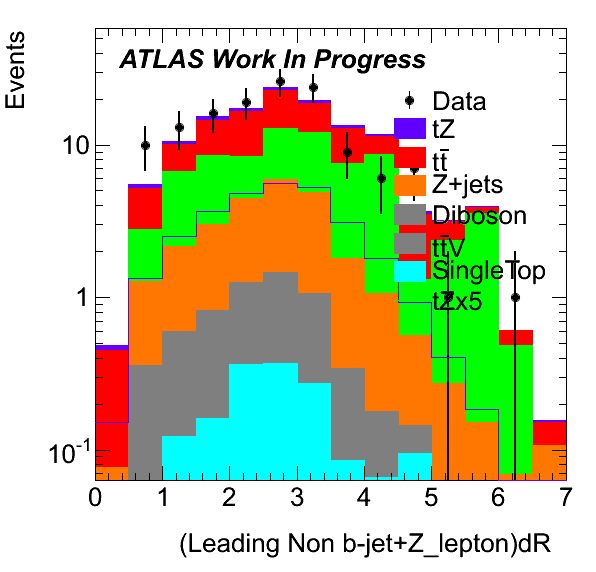 Events
ATLAS Work In Progress
Data
tZ
tt̄
Z+jets
Diboson
tt̄V
SingleTop
tZx5
10
1
10⁻¹
0 1 2 3 4 5 6 7
(Leading Non b-jet+Z_lepton)dR